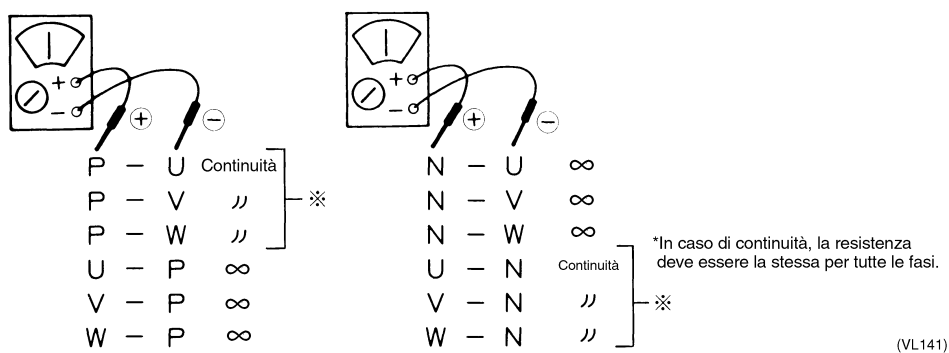 + −
⊕ ⊖
P − U Continuità
P − V 〃
P − W 〃
※
U − P ∞
V − P ∞
W − P ∞
+ −
⊕ ⊖
N − U ∞
N − V ∞
N − W ∞
U − N Continuità
V − N 〃
W − N 〃
※
*In caso di continuità, la resistenza
deve essere la stessa per tutte le fasi.
(VL141)